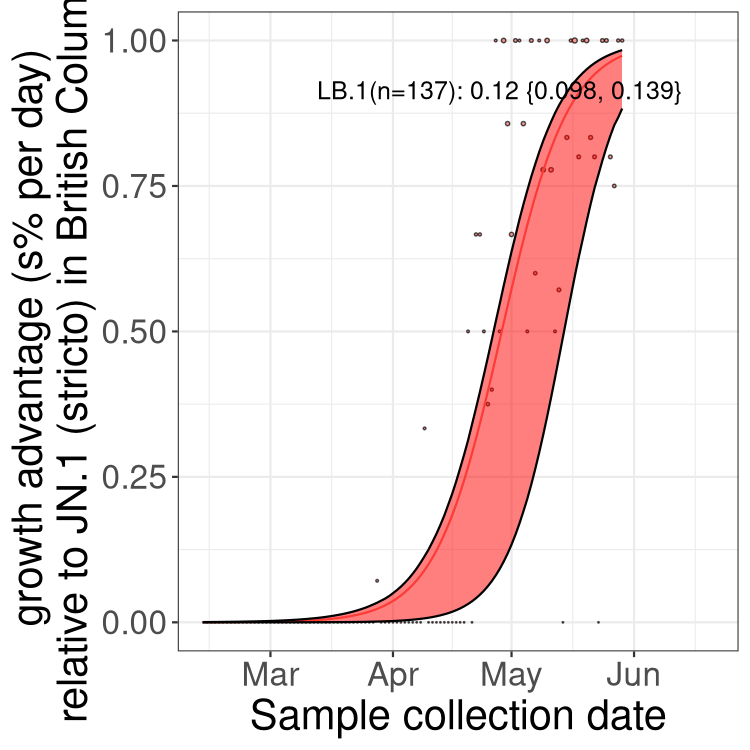 growth advantage (s% per day)
relative to JN.1 (stricto) in British Colum
1.00
0.75
0.50
0.25
0.00
LB.1(n=137): 0.12 {0.098, 0.139}
Mar Apr May Jun
Sample collection date